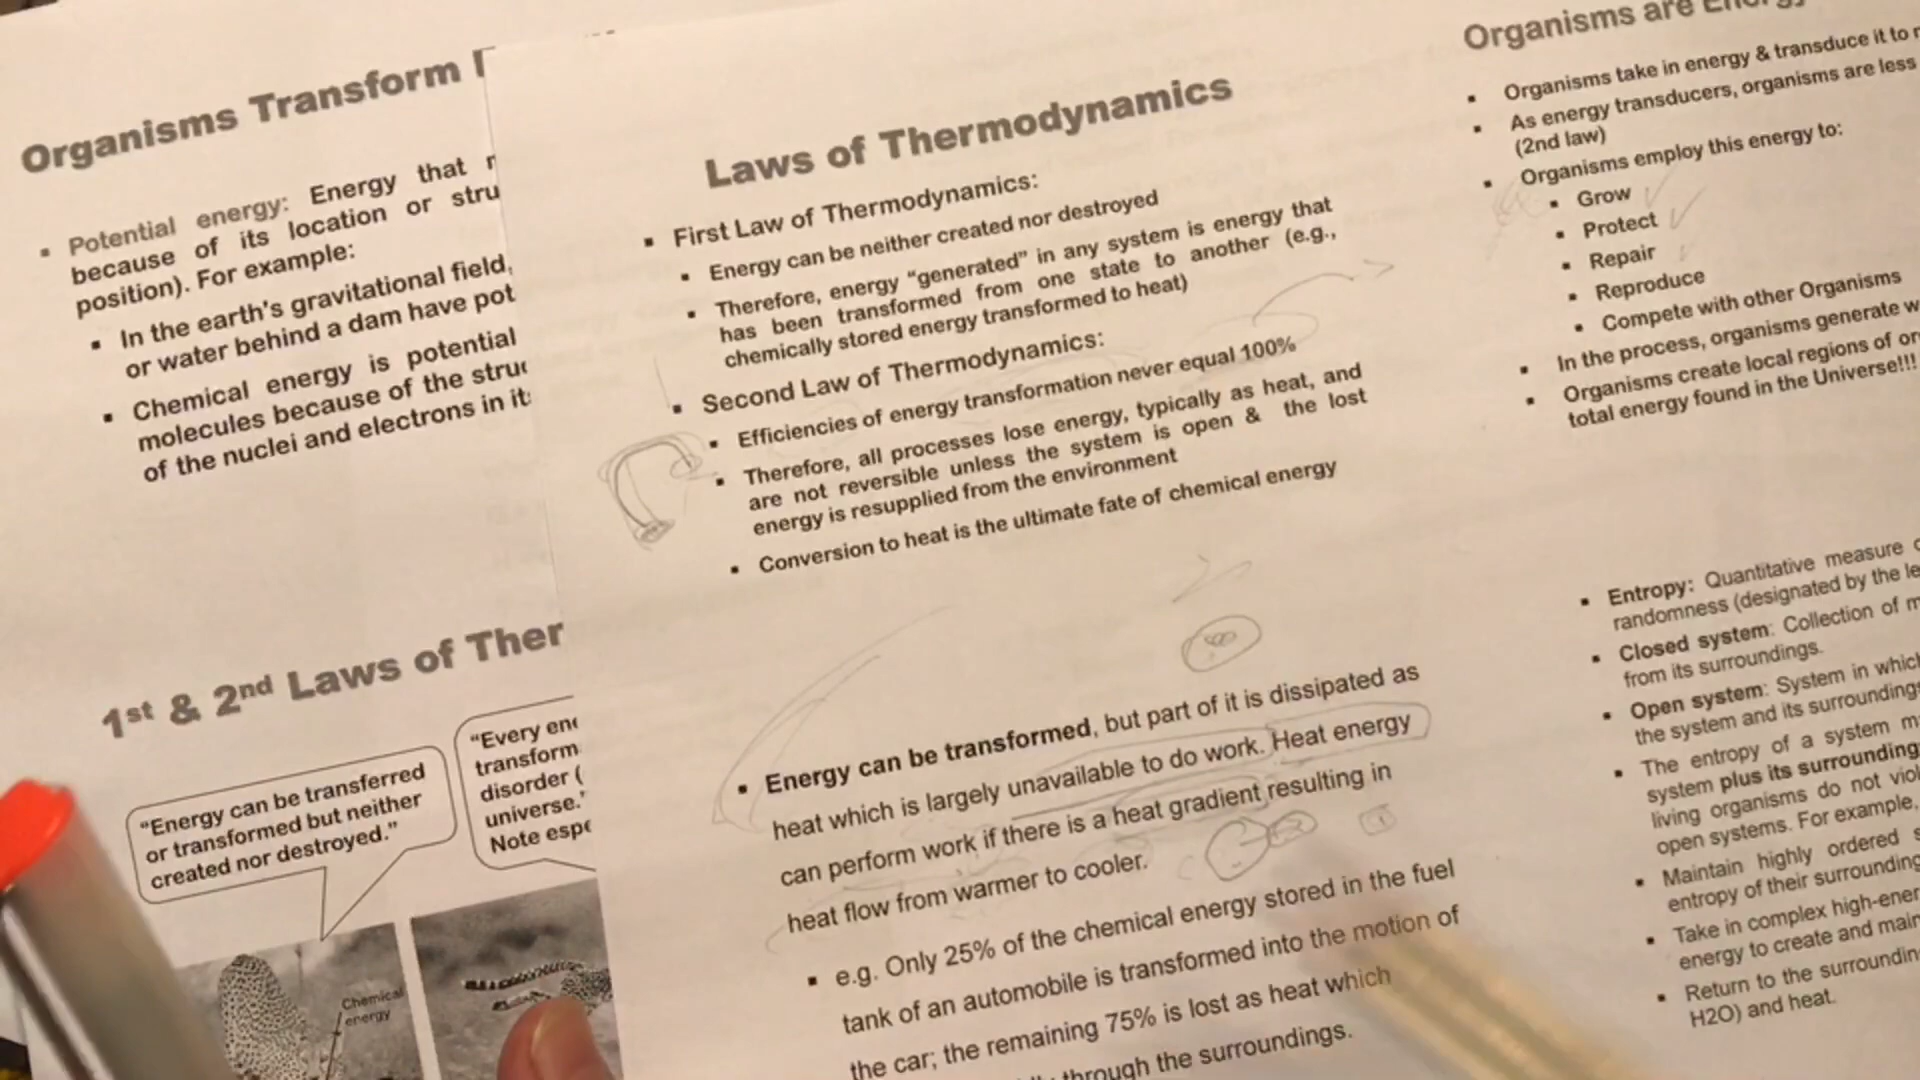 Organisms Transform
▪ Potential energy: Energy that
because of its location or
position). For example:
▪ In the earth's gravitational field,
or water behind a dam have
▪ Chemical energy is potential
molecules because of the
of the nuclei and electrons in
1st & 2nd Laws of
"Energy can be transferred
or transformed but neither
created nor destroyed."
"Every
disorder (
universe."
Note
Chemical
energy
Laws of Thermodynamics
▪ First Law of Thermodynamics:
▪ Energy can be neither created nor destroyed
▪ Therefore, energy "generated" in any system is energy that
has been transformed from one state to another (e.g.,
chemically stored energy transformed to heat)
▪ Second Law of Thermodynamics:
▪ Efficiencies of energy transformation never equal 100%
▪ Therefore, all processes lose energy, typically as heat, and
are not reversible unless the system is open & the lost
energy is resupplied from the environment
▪ Conversion to heat is the ultimate fate of chemical energy
▪ Energy can be transformed, but part of it is dissipated as
heat which is largely unavailable to do work. Heat energy
can perform work if there is a heat gradient resulting in
heat flow from warmer to cooler.
▪ e.g. Only 25% of the chemical energy stored in the fuel
tank of an automobile is transformed into the motion of
the car; the remaining 75% is lost as heat which
through the surroundings.
Organisms are
▪ Organisms take in energy & transduce it to
▪ As energy transducers, organisms are less
(2nd law)
▪ Organisms employ this energy to:
▪ Grow
▪ Protect
▪ Repair
▪ Reproduce
▪ Compete with other Organisms
▪ In the process, organisms generate
▪ Organisms create local regions of
total energy found in the Universe!!!
▪ Entropy: Quantitative measure
randomness (designated by the
▪ Closed system: Collection of
from its surroundings.
▪ Open system: System in which
the system and its surroundings
▪ The entropy of a system
system plus its surrounding
living organisms do not
open systems. For example,
▪ Maintain highly ordered
entropy of their surrounding
▪ Take in complex
energy to create and
▪ Return to the
H2O) and heat.